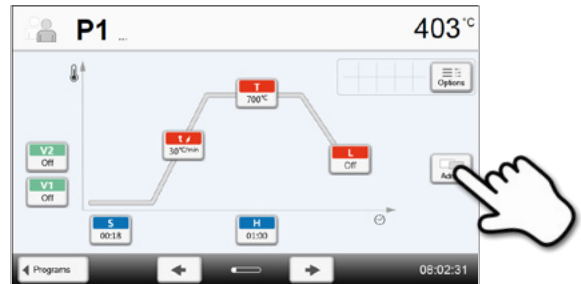 P1 ...
403°C
T
700°C
Options
t
30°C/min
V2
Off
L
Off
V1
Off
S
00:18
H
01:00
Programs
08:02:31